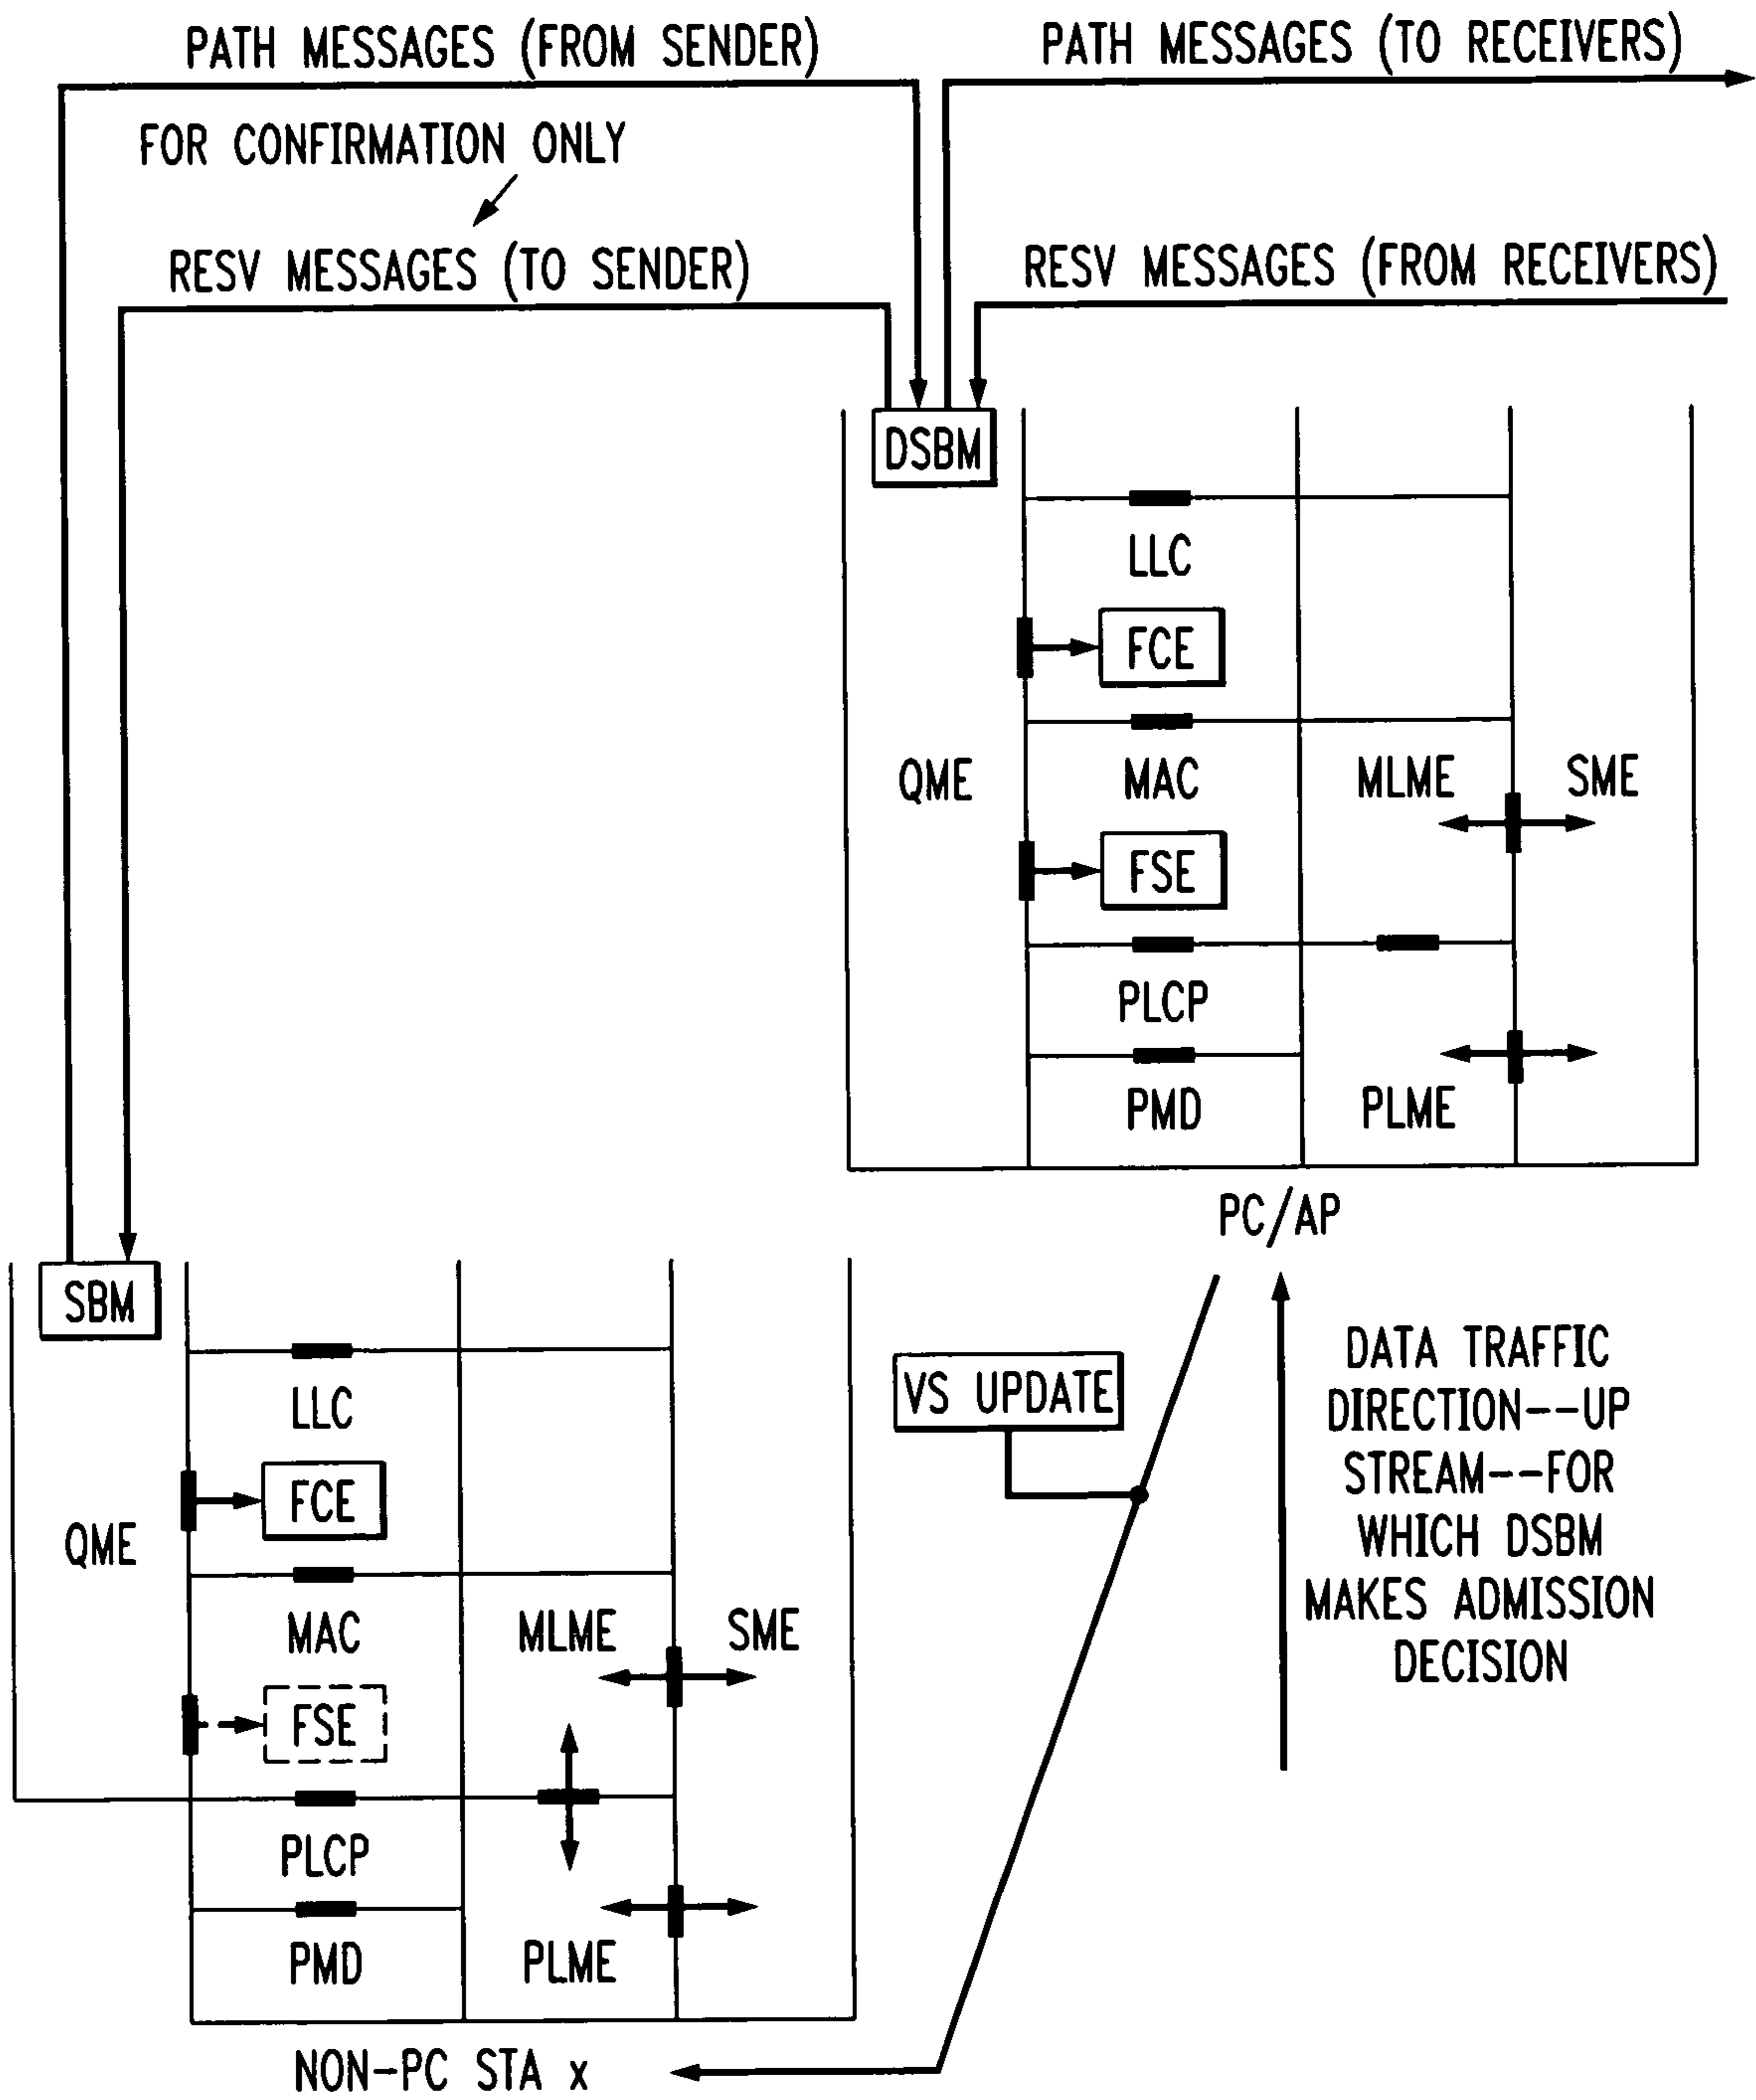 PATH MESSAGES (FROM SENDER)
PATH MESSAGES (TO RECEIVERS)
FOR CONFIRMATION ONLY
RESV MESSAGES (TO SENDER)
RESV MESSAGES (FROM RECEIVERS)
DSBM
LLC
FCE
QME
MAC
MLME
SME
FSE
PLCP
PMD
PLME
PC/AP
SBM
LLC
FCE
QME
MAC
MLME
SME
FSE
PLCP
PMD
PLME
NON-PC STA x
VS UPDATE
DATA TRAFFIC
DIRECTION--UP
STREAM--FOR
WHICH DSBM
MAKES ADMISSION
DECISION